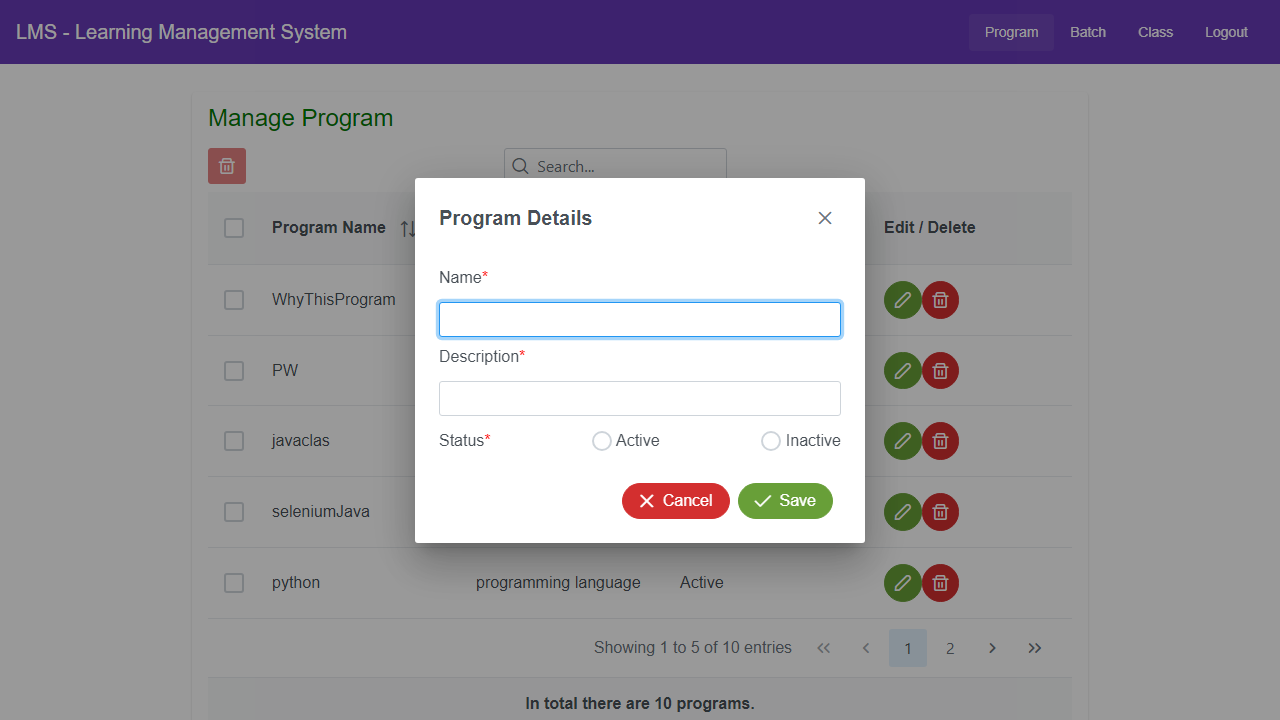 LMS - Learning Management System
Program Batch Class Logout
Manage Program
Search...
Program Name Edit / Delete
WhyThisProgram
PW
javaclas
seleniumJava
python programming language Active
Showing 1 to 5 of 10 entries 1 2
In total there are 10 programs.
Program Details
Name*
Description*
Status* Active Inactive
Cancel Save